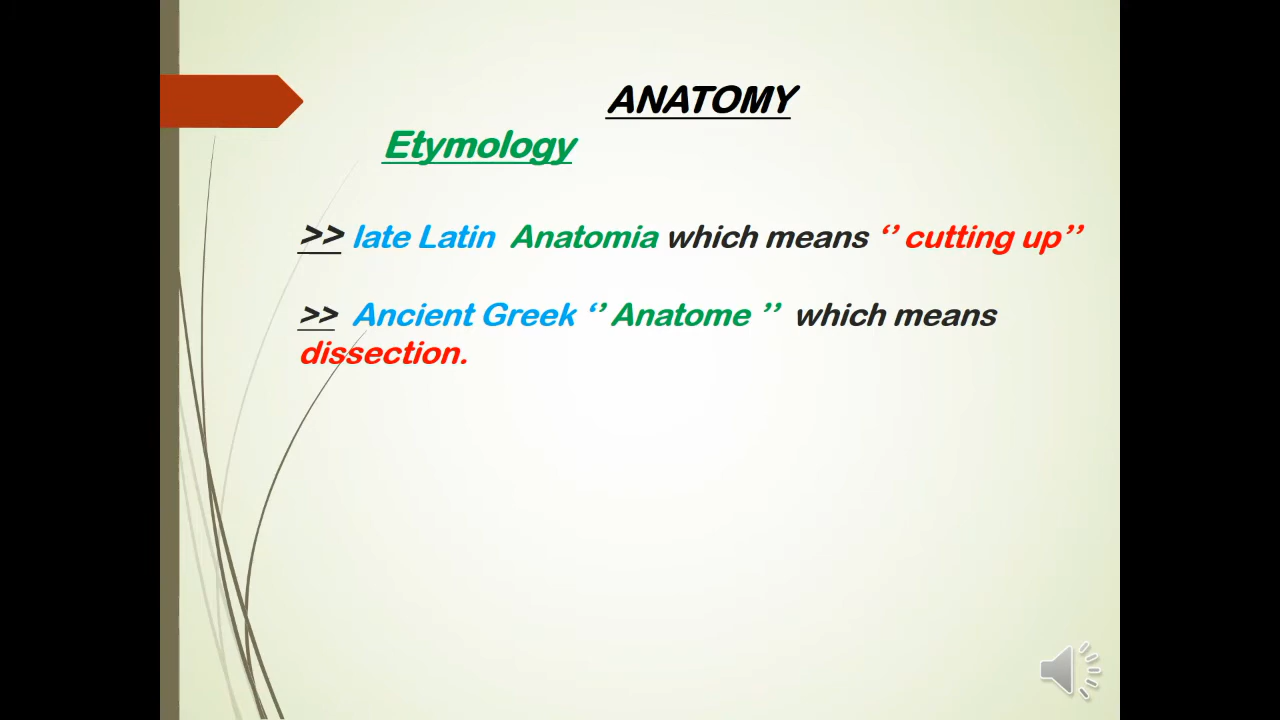 ANATOMY
Etymology
>> late Latin Anatomia which means ‘’ cutting up’’
>> Ancient Greek ‘’ Anatome ’’ which means
dissection.